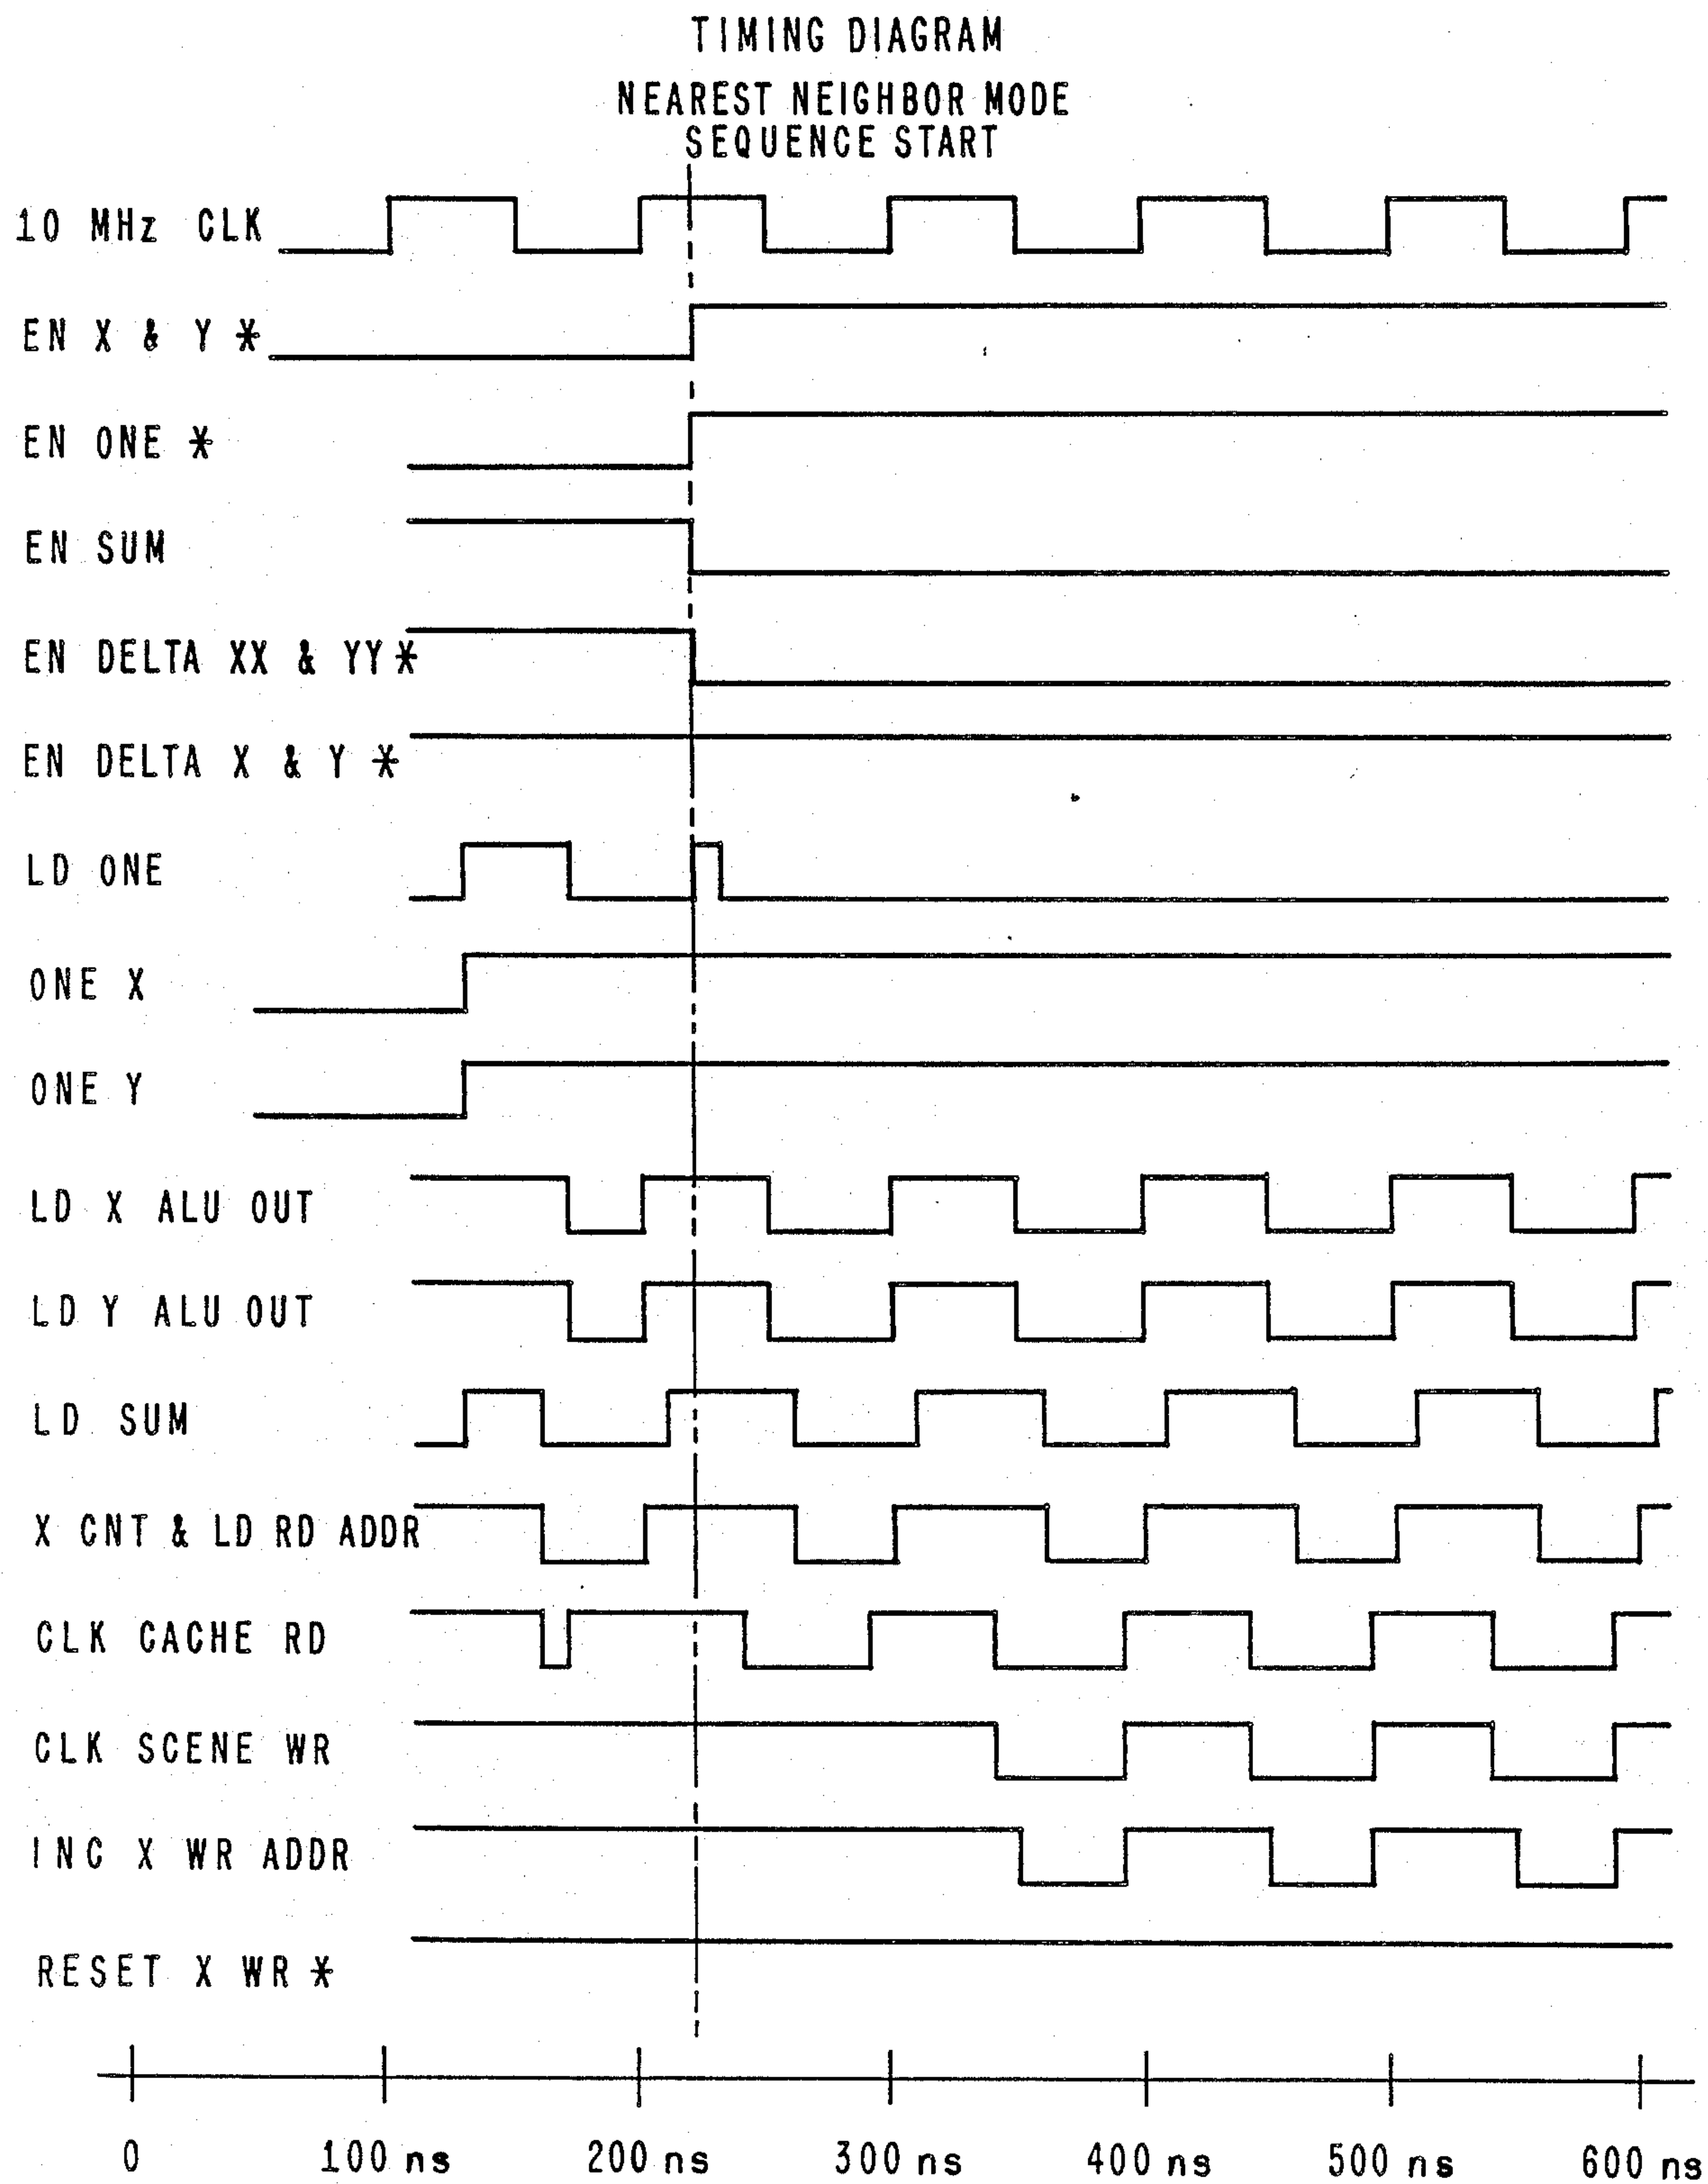 TIMING DIAGRAM
NEAREST NEIGHBOR MODE
SEQUENCE START
10 MHz CLK
EN X & Y *
EN ONE *
EN SUM
EN DELTA XX & YY *
EN DELTA X & Y *
LD ONE
ONE X
ONE Y
LD X ALU OUT
LD Y ALU OUT
LD SUM
X CNT & LD RD ADDR
CLK CACHE RD
CLK SCENE WR
INC X WR ADDR
RESET X WR *
0 100 ns 200 ns 300 ns 400 ns 500 ns 600 ns